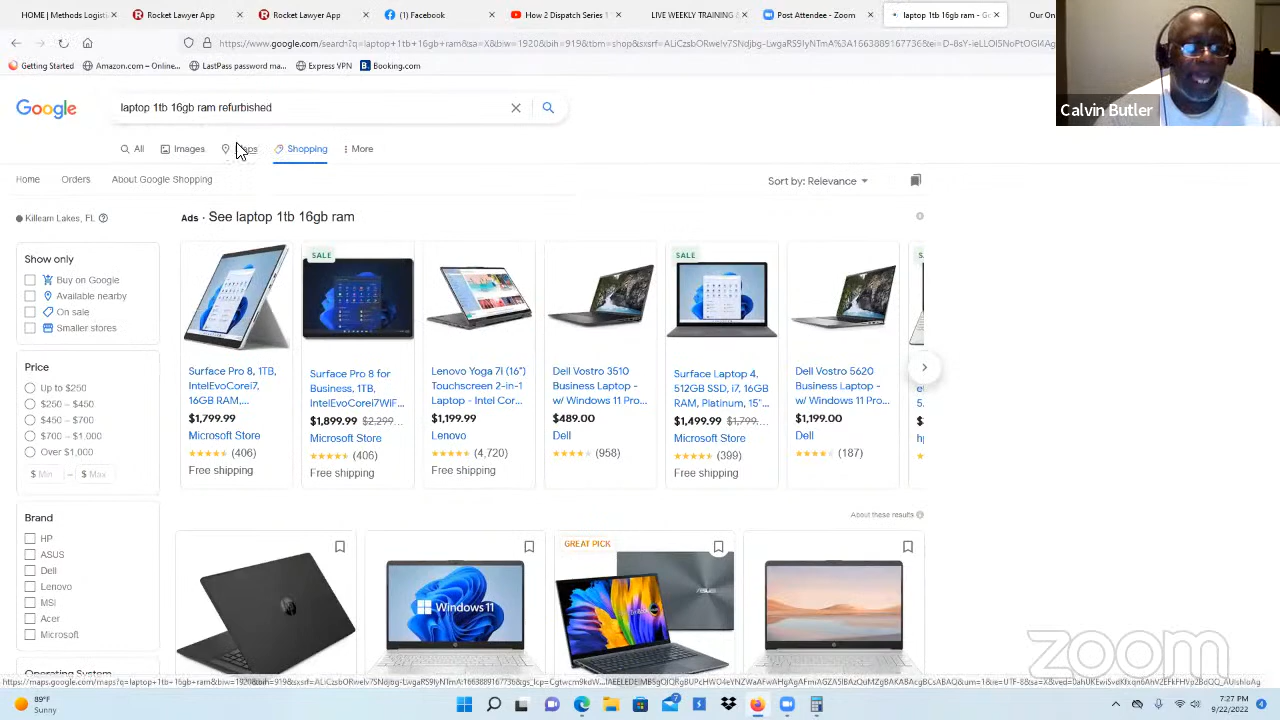 HOME | Metods Institute
Rocket Lawyer App
Rocket Lawyer App
(1) Facebook
How 2 Dispatch Series 1
LIVE WEEKLY TRAINING &
Post Attendee - Zoom
laptop 1tb 16gb ram - Go
Our On
Getting Started
Amazon.com – Online...
LastPass password ma...
Express VPN
Booking.com
Google
laptop 1tb 16gb ram refurbished
All
Images
Shopping
More
Home
Orders
About Google Shopping
Sort by: Relevance
Killearn Lakes, FL
Ads · See laptop 1tb 16gb ram
Show only
Buy on Google
Available nearby
On sale
Smaller stores
Price
Up to $250
$250 – $450
$450 – $700
$700 – $1,000
Over $1,000
$ Min – $ Max
Brand
HP
ASUS
Dell
Lenovo
MSI
Acer
Microsoft
Operating System
Surface Pro 8, 1TB,
IntelEvoCorei7,
16GB RAM,...
$1,799.99
Microsoft Store
(406)
Free shipping
SALE
Surface Pro 8 for
Business, 1TB,
IntelEvoCorei7WIF...
$1,899.99 $2,299...
Microsoft Store
(406)
Free shipping
Lenovo Yoga 7i (16”)
Touchscreen 2-in-1
Laptop - Intel Cor...
$1,199.99
Lenovo
(4,720)
Free shipping
Dell Vostro 3510
Business Laptop -
w/ Windows 11 Pro...
$489.00
Dell
(958)
SALE
Surface Laptop 4,
512GB SSD, i7, 16GB
RAM, Platinum, 15"...
$1,499.99 $1,799...
Microsoft Store
(399)
Free shipping
Dell Vostro 5620
Business Laptop -
w/ Windows 11 Pro...
$1,199.00
Dell
(187)
About these results
GREAT PICK
Windows 11
Calvin Butler
zoom
89°F
Sunny
7:27 PM
9/22/2022